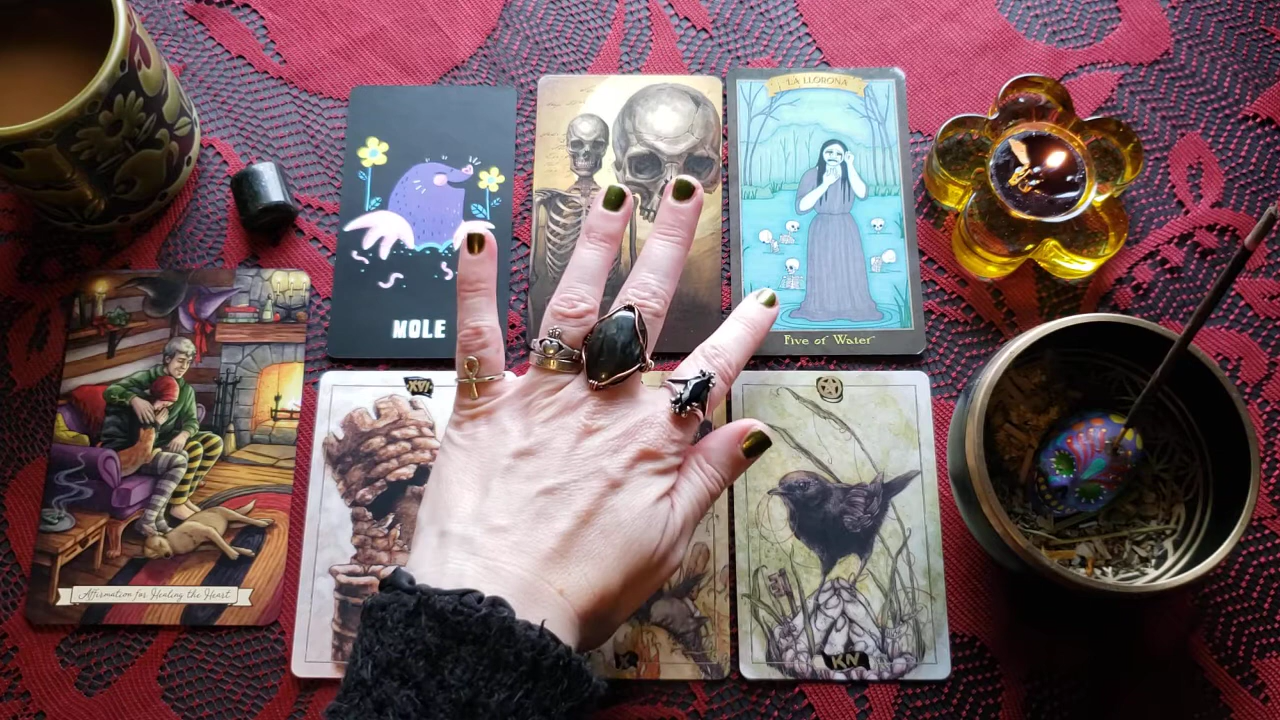 LA LLORONA
MOLE
Five of Water
XVI
Affirmation for Healing the Heart
X
KN